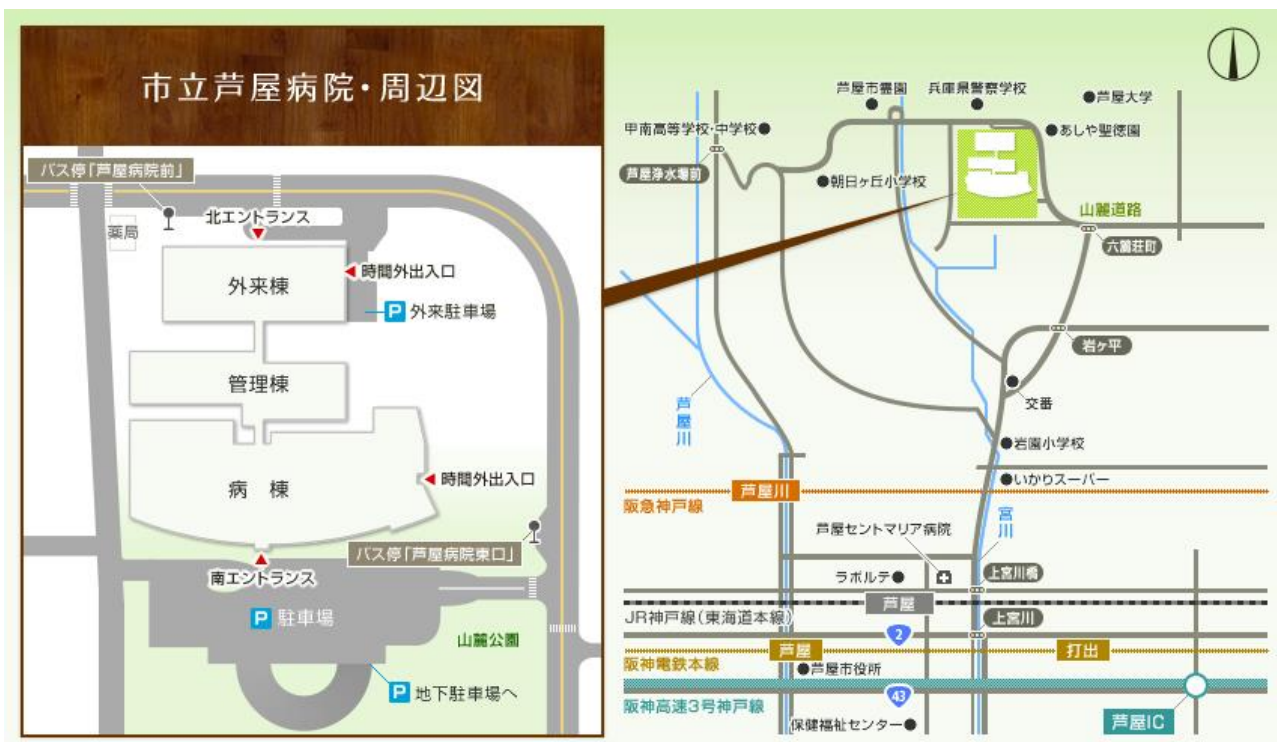 市立芦屋病院・周辺図
バス停「芦屋病院前」
薬局
北エントランス
外来棟
時間外出入口
P 外来駐車場
管理棟
病 棟
時間外出入口
バス停「芦屋病院東口」
南エントランス
P 駐車場
山麓公園
P 地下駐車場へ
芦屋市霊園
兵庫県警察学校
芦屋大学
甲南高等学校・中学校
あしや聖徳園
芦屋浄水場前
朝日ヶ丘小学校
山麓道路
六麓荘町
岩ヶ平
交番
芦屋川
岩園小学校
いかりスーパー
芦屋川
阪急神戸線
宮川
芦屋セントマリア病院
ラポルテ
上宮川橋
芦屋
JR神戸線(東海道本線)
上宮川
2
芦屋
打出
阪神電鉄本線
芦屋市役所
43
阪神高速3号神戸線
保健福祉センター
芦屋IC